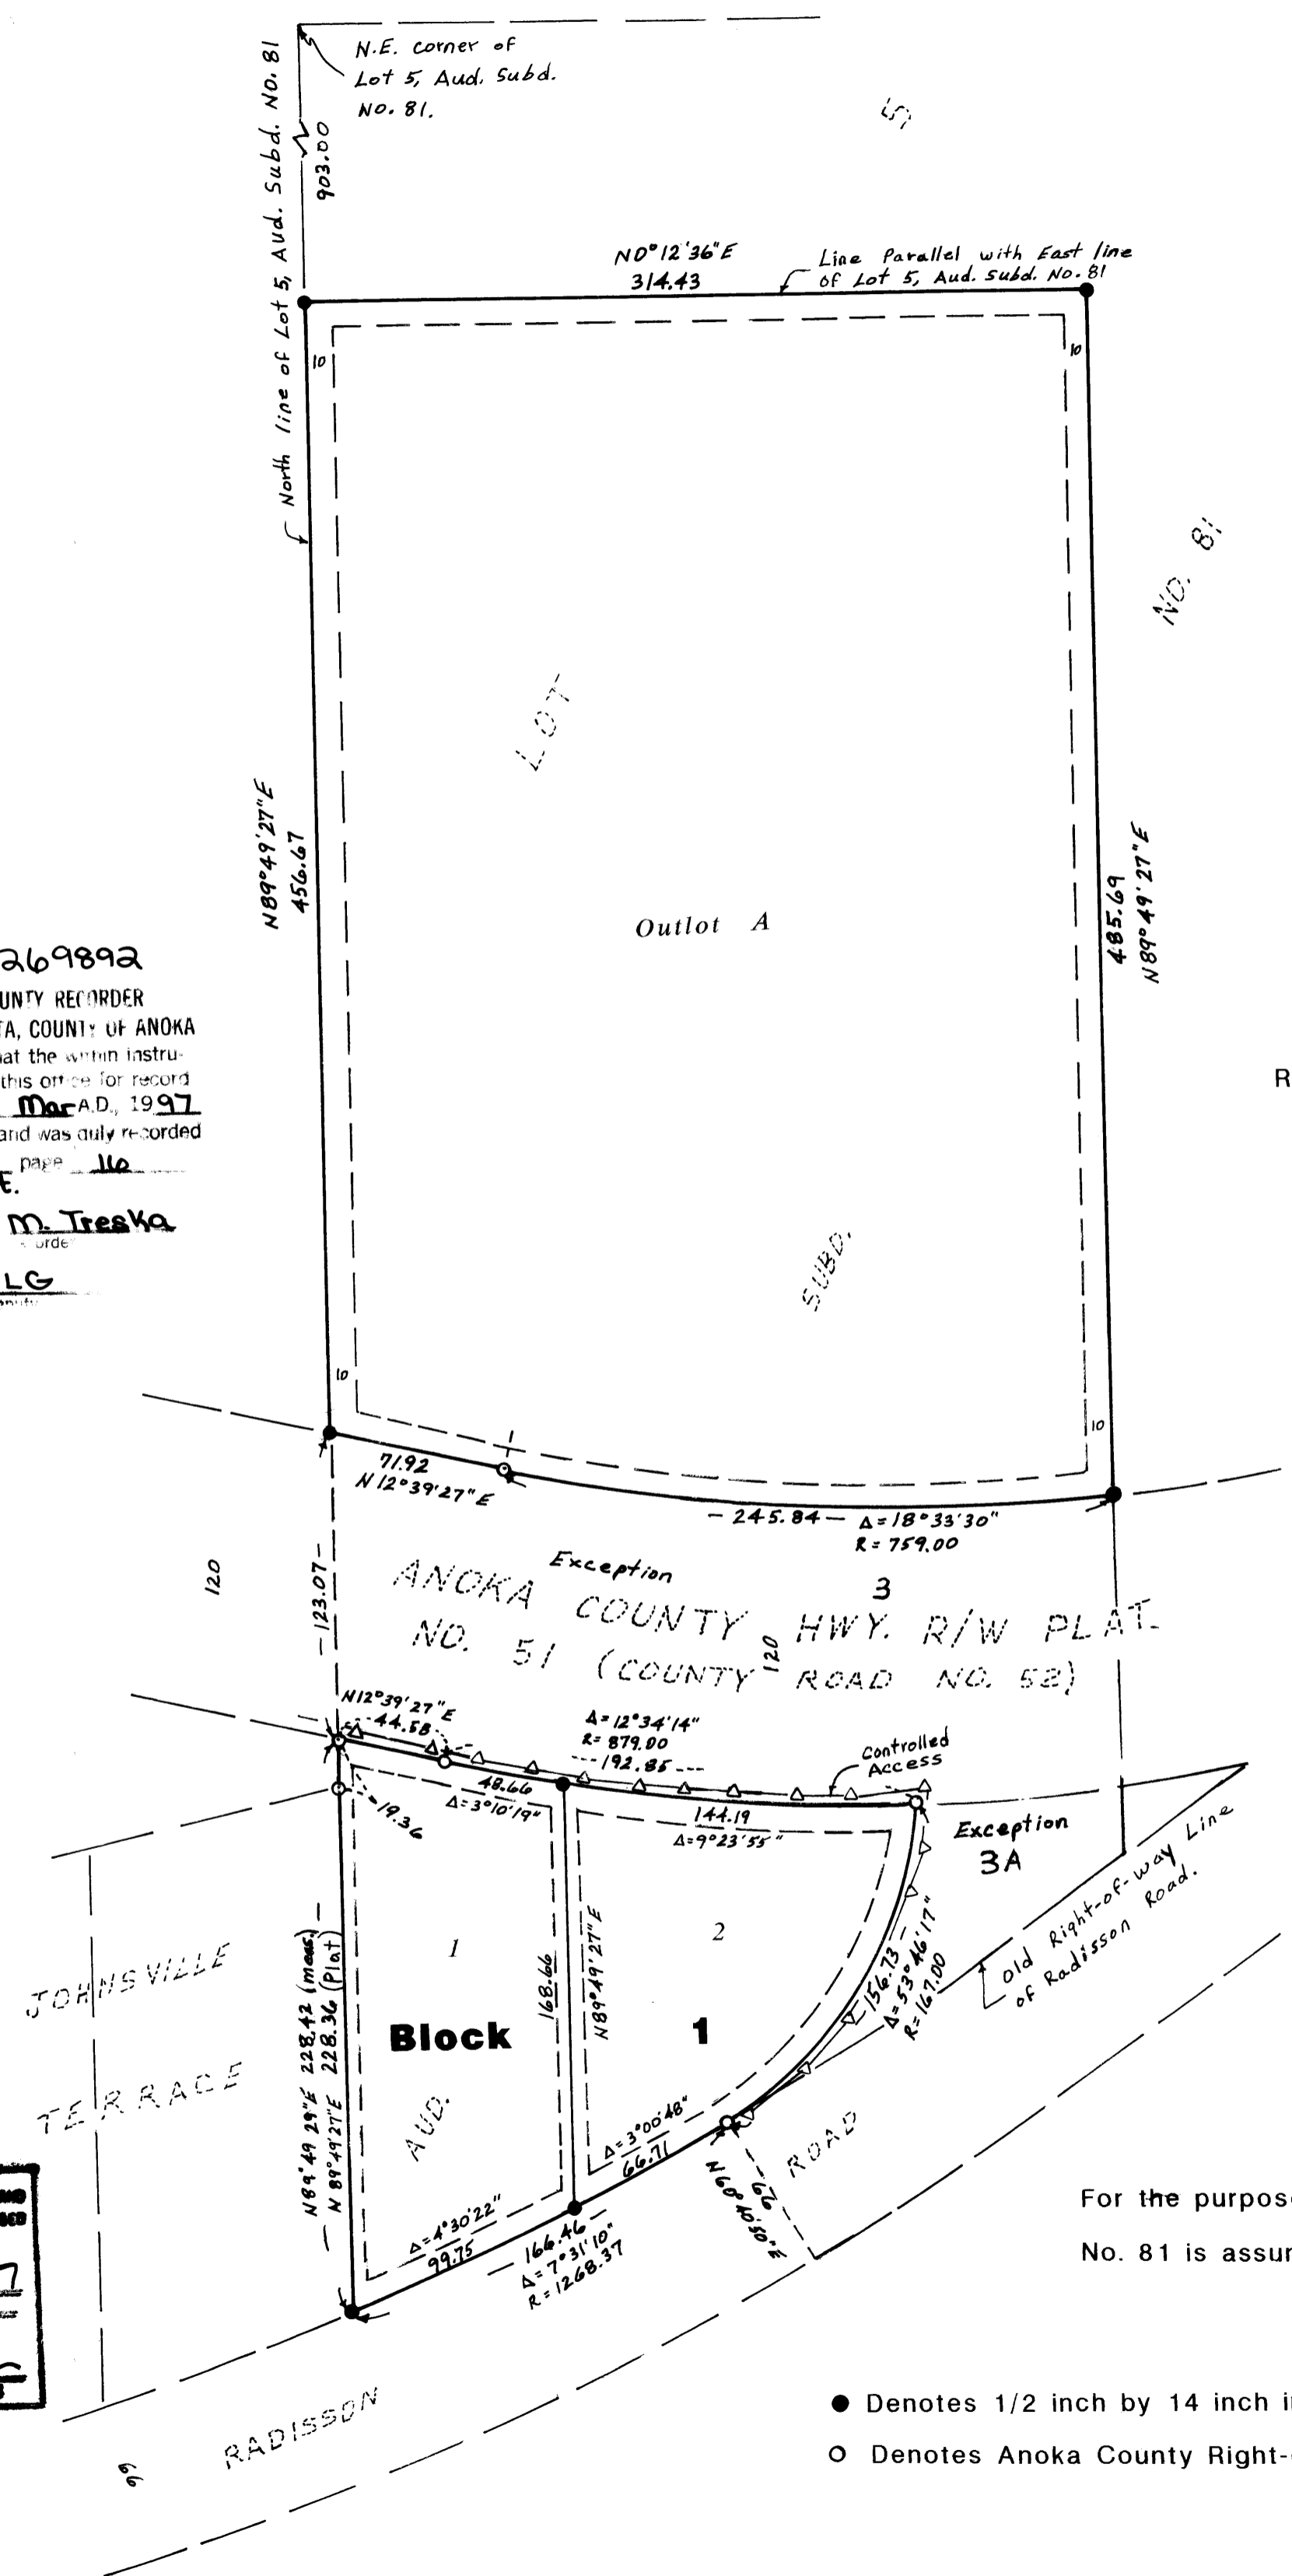 N.E. corner of
Lot 5, Aud. Subd.
No. 81.
North line of Lot 5, Aud. Subd. No. 81
903.00
5
N0°12'36"E
314.43
Line Parallel with East line
of Lot 5, Aud. Subd. No. 81
10
10
NO. 81
LOT
N89°49'27"E
456.67
Outlot A
485.69
N89°49'27"E
269892
UNTY RECORDER
TA, COUNTY OF ANOKA
at the within instru-
this office for record
Mar A.D., 1997
and was duly recorded
page 16
t.
M. Treska
LG
R
SUBD.
10
10
71.92
N12°39'27"E
-245.84- Δ=18°33'30"
R=759.00
120
-123.07-
Exception
3
ANOKA COUNTY HWY. R/W PLAT.
NO. 51 (COUNTY ROAD NO. 52)
120
N12°39'27"E
44.58
Δ=12°34'14"
R=879.00
---192.85---
Controlled
Access
48.66
Δ=3°10'19"
144.19
Δ=9°23'55"
19.36
Exception
3A
Old Right-of-way Line
of Radisson Road.
JOHNSVILLE
TERRACE
N89°49'29"E 228.42 (meas.)
N89°49'27"E 228.36 (Plat)
1
168.66
N89°49'27"E
2
-156.73-
Δ=53°46'17"
R=167.00
Block 1
AUD.
Δ=3°00'48"
66.71
66
N60°40'50"E
ROAD
Δ=4°30'22"
99.75
166.46
Δ=7°31'10"
R=1268.37
For the purpose
No. 81 is assur
RADISSON
66
● Denotes 1/2 inch by 14 inch i
○ Denotes Anoka County Right-